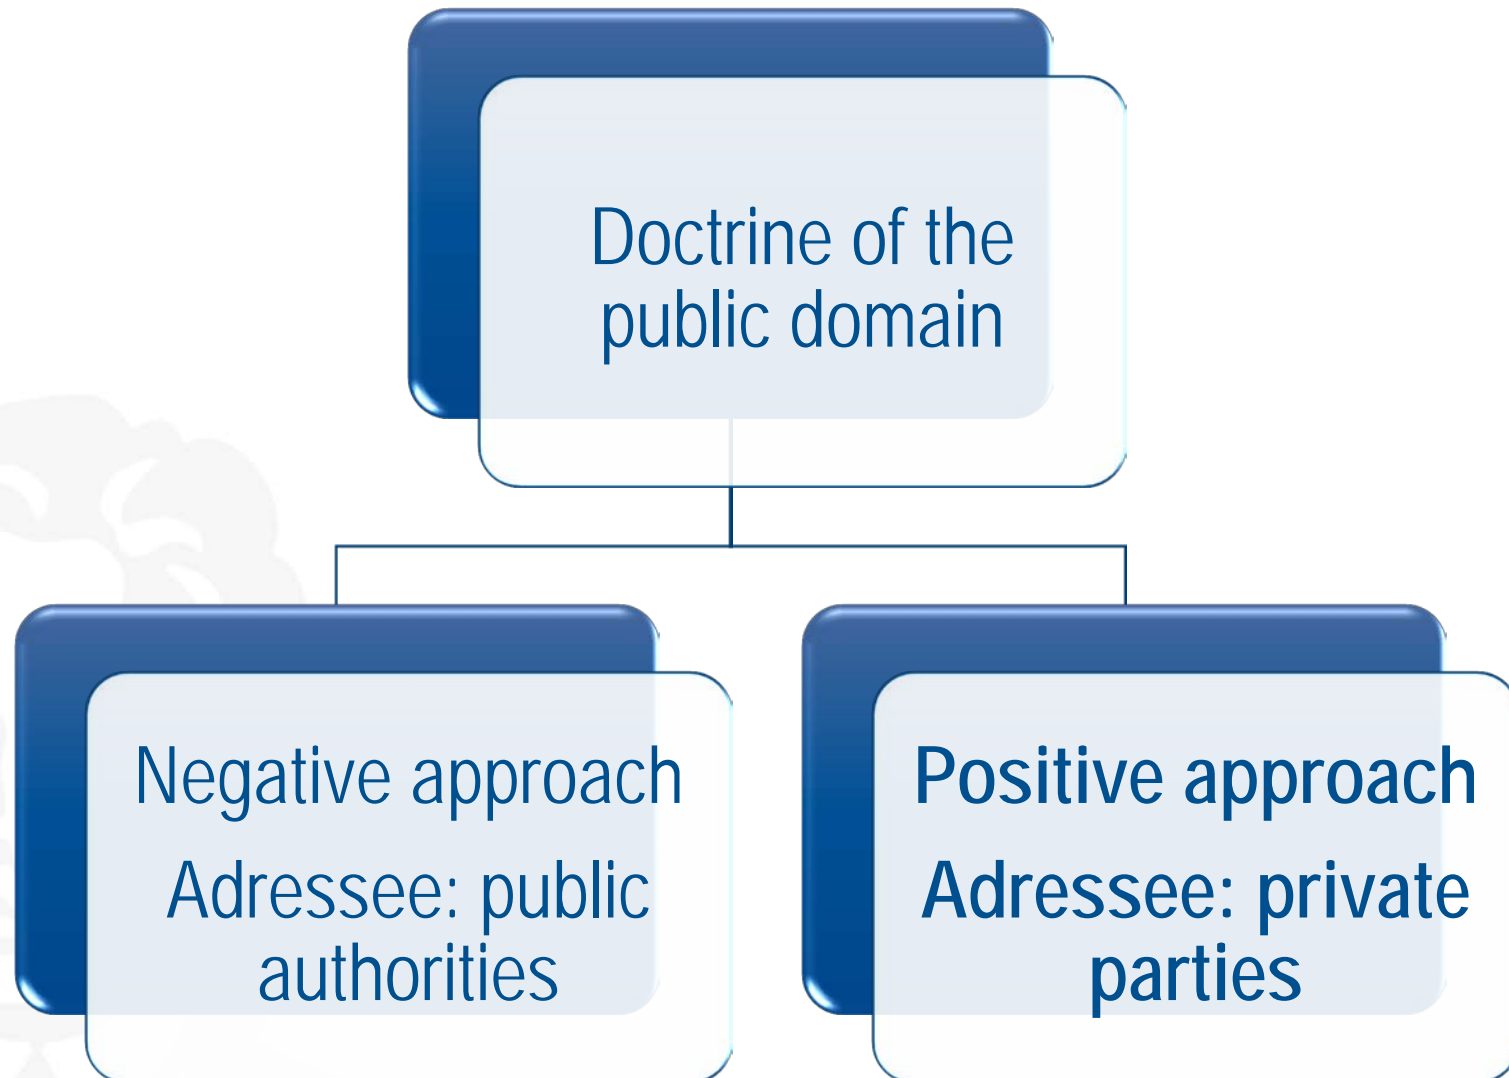 Doctrine of the
public domain
Negative approach
Adressee: public
authorities
Positive approach
Adressee: private
parties